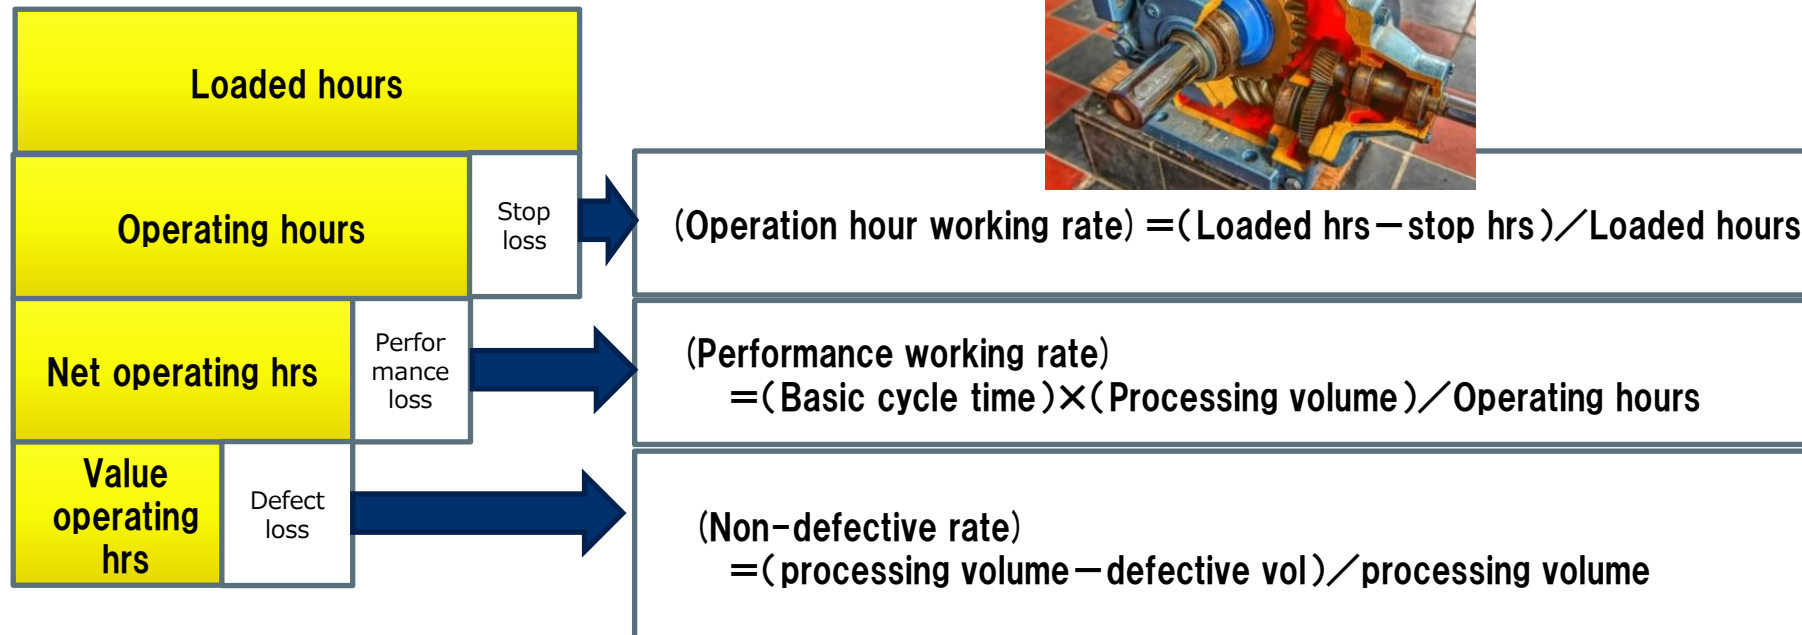 Loaded hours
Operating hours
Stop
loss
(Operation hour working rate)＝(Loaded hrs－stop hrs)／Loaded hours
Net operating hrs
Perfor
mance
loss
(Performance working rate)
＝(Basic cycle time)×(Processing volume)／Operating hours
Value
operating
hrs
Defect
loss
(Non-defective rate)
＝(processing volume－defective vol)／processing volume